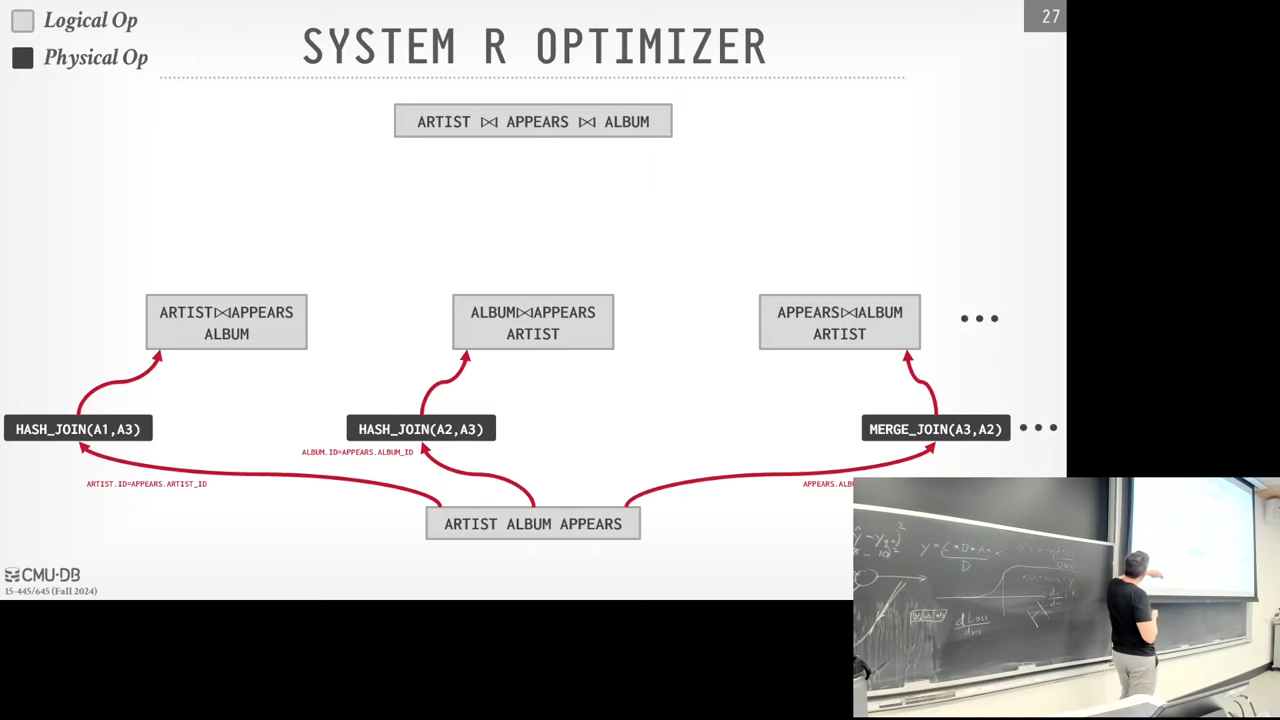 Logical Op
Physical Op
SYSTEM R OPTIMIZER
27
ARTIST ⋈ APPEARS ⋈ ALBUM
ARTIST⋈APPEARS
ALBUM
ALBUM⋈APPEARS
ARTIST
APPEARS⋈ALBUM
ARTIST
•••
HASH_JOIN(A1,A3)
HASH_JOIN(A2,A3)
MERGE_JOIN(A3,A2)
•••
ALBUM.ID=APPEARS.ALBUM_ID
ARTIST.ID=APPEARS.ARTIST_ID
ARTIST ALBUM APPEARS
CMU·DB
15-445/645 (Fall 2024)